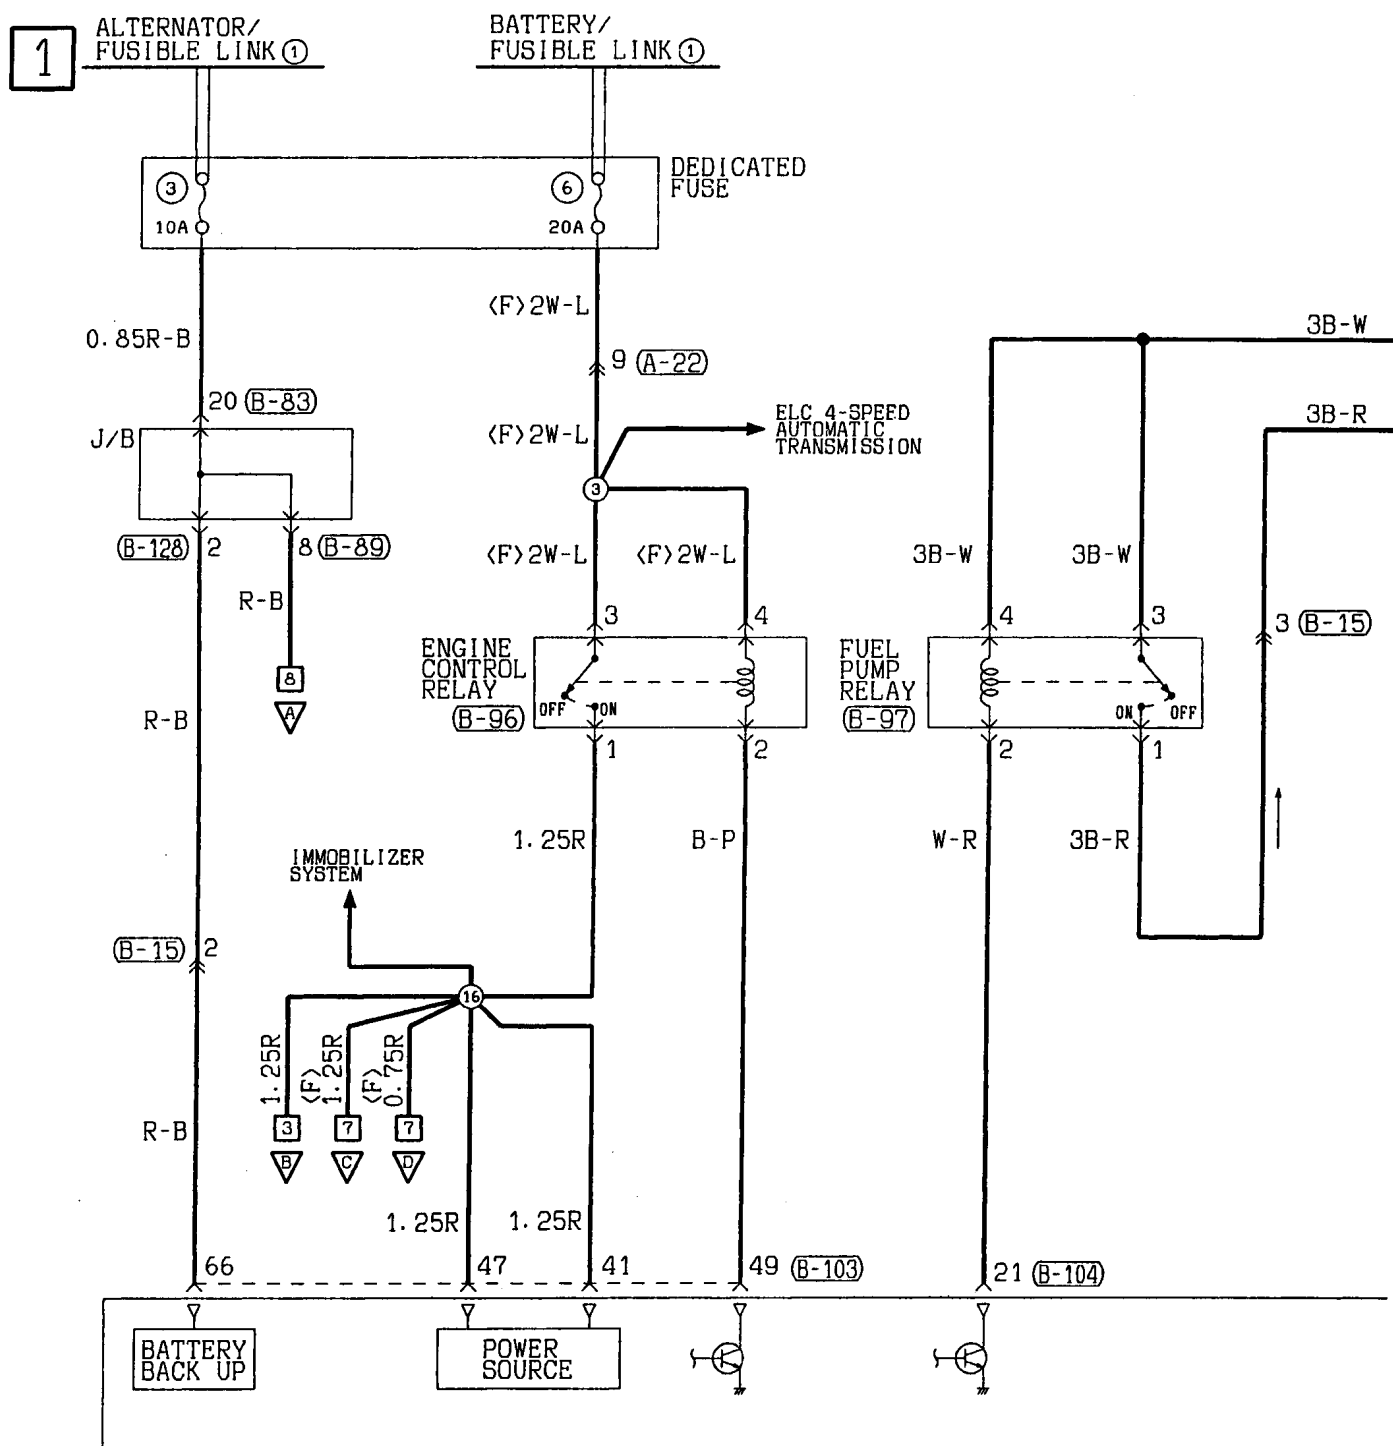 1
ALTERNATOR/
FUSIBLE LINK ①
BATTERY/
FUSIBLE LINK ①
DEDICATED
FUSE
3
10A
6
20A
<F>2W-L
0.85R-B
3B-W
9 (A-22)
20 (B-83)
ELC 4-SPEED
AUTOMATIC
TRANSMISSION
3B-R
J/B
<F>2W-L
3
(B-128) 2
8 (B-89)
<F>2W-L
<F>2W-L
3B-W
3B-W
R-B
3
4
4
3
3 (B-15)
ENGINE
CONTROL
RELAY
(B-96)
OFF
ON
FUEL
PUMP
RELAY
(B-97)
ON
OFF
8
A
R-B
1
2
2
1
1.25R
B-P
W-R
3B-R
IMMOBILIZER
SYSTEM
(B-15) 2
16
1.25R
<F>
1.25R
<F>
0.75R
3
7
7
B
C
D
R-B
1.25R
1.25R
66
47
41
49 (B-103)
21 (B-104)
BATTERY
BACK UP
POWER
SOURCE